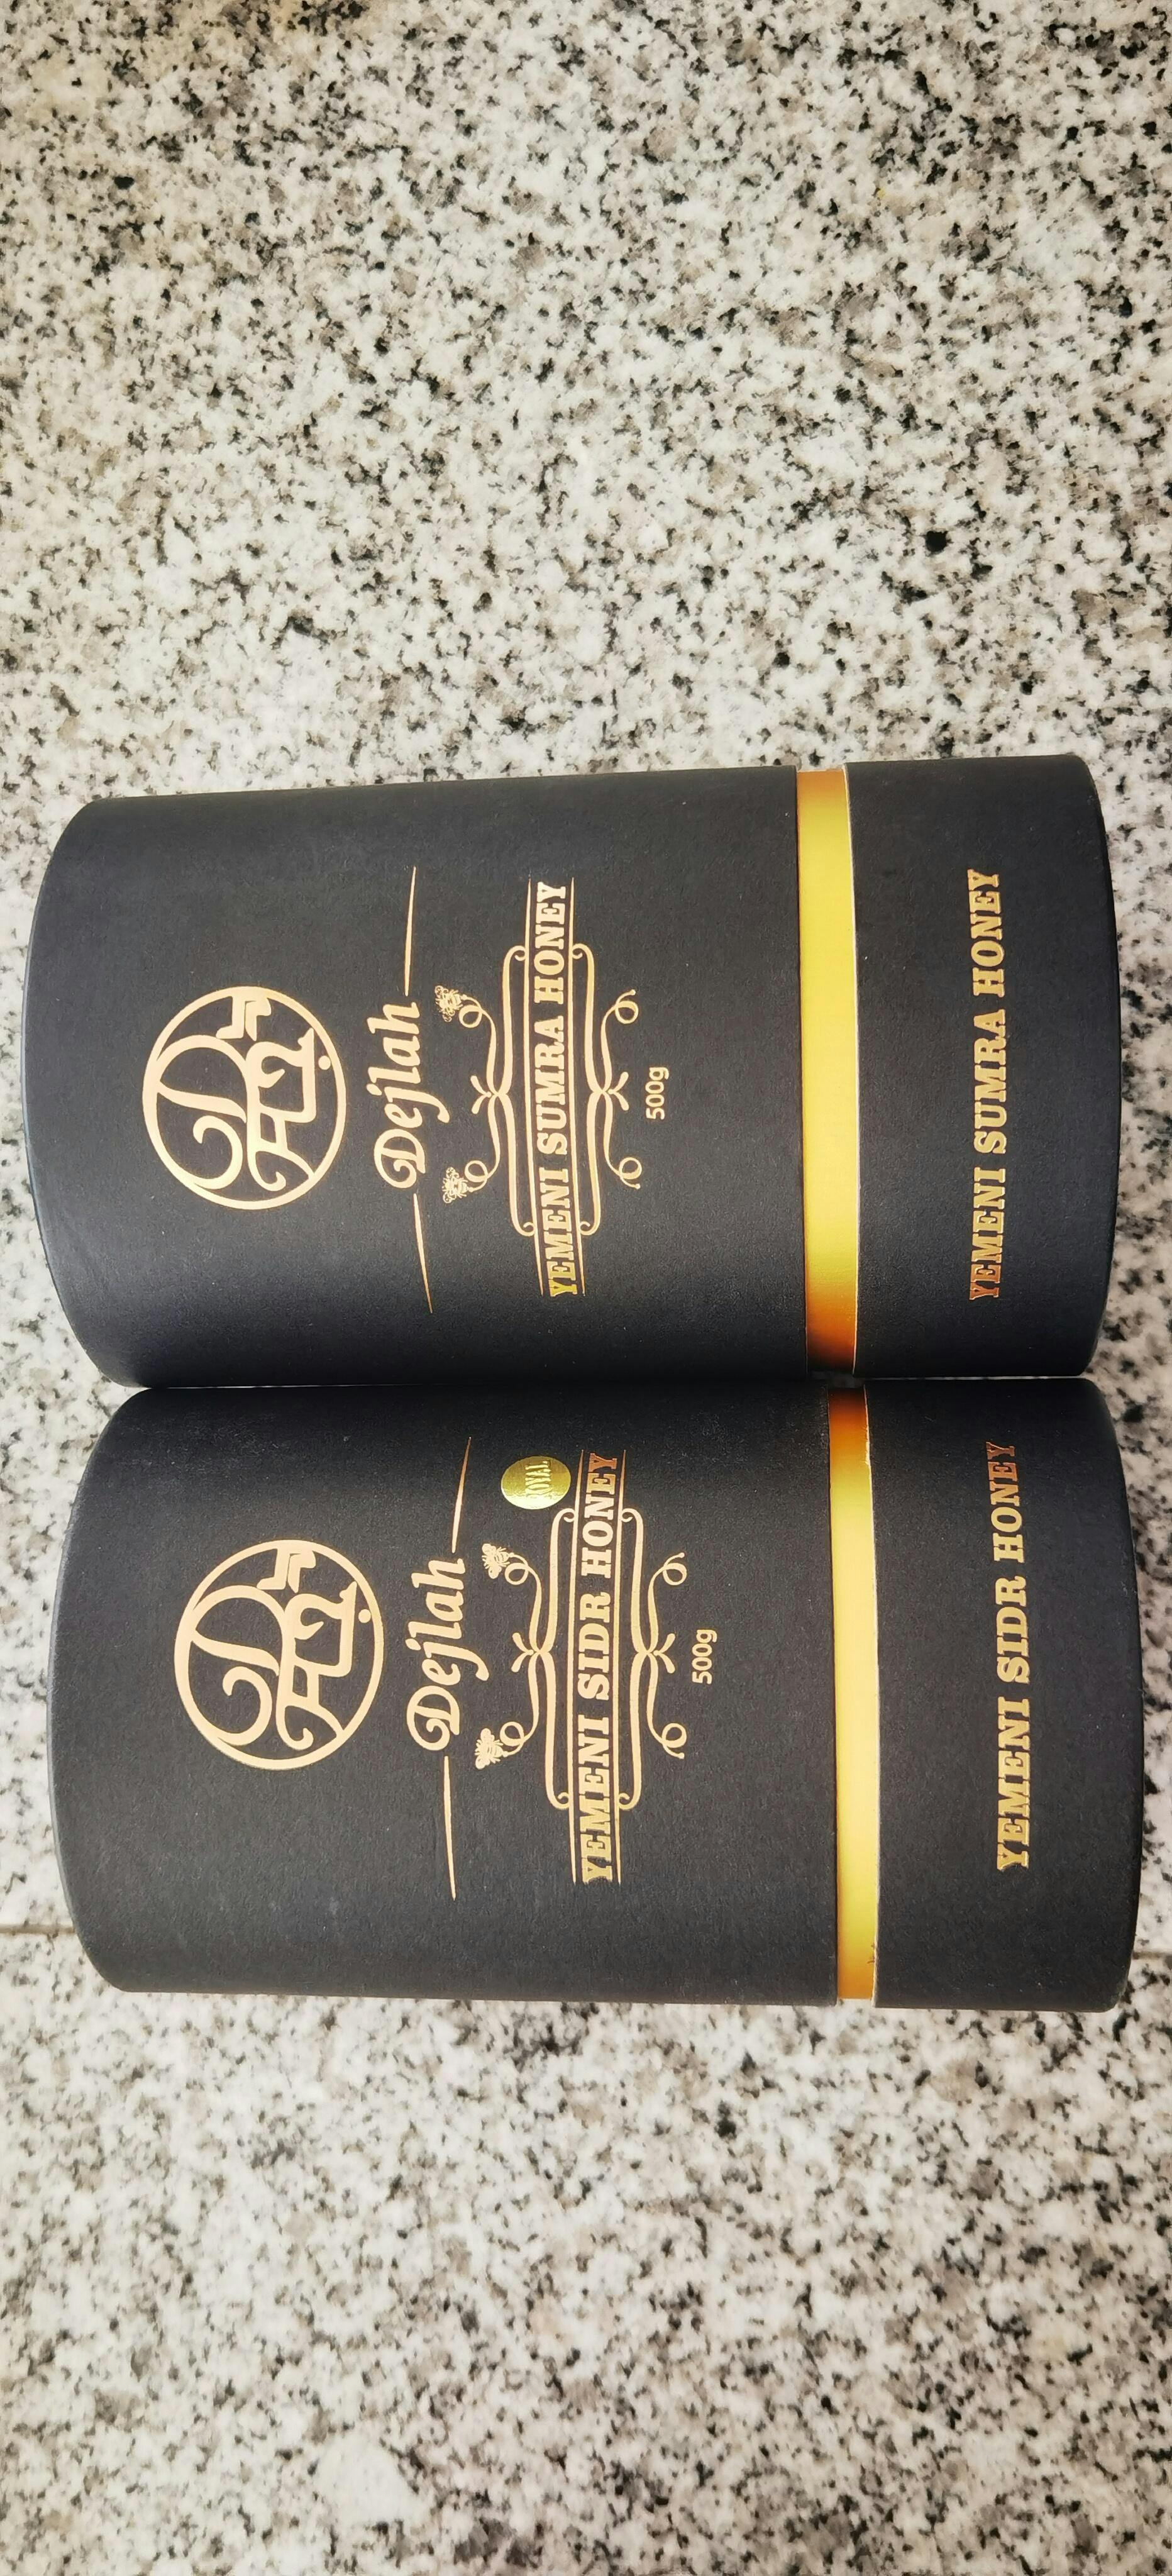 Dejlah
ROYAL
YEMENI SIDR HONEY
500g
YEMENI SIDR HONEY
Dejlah
YEMENI SUMRA HONEY
500g
YEMENI SUMRA HONEY